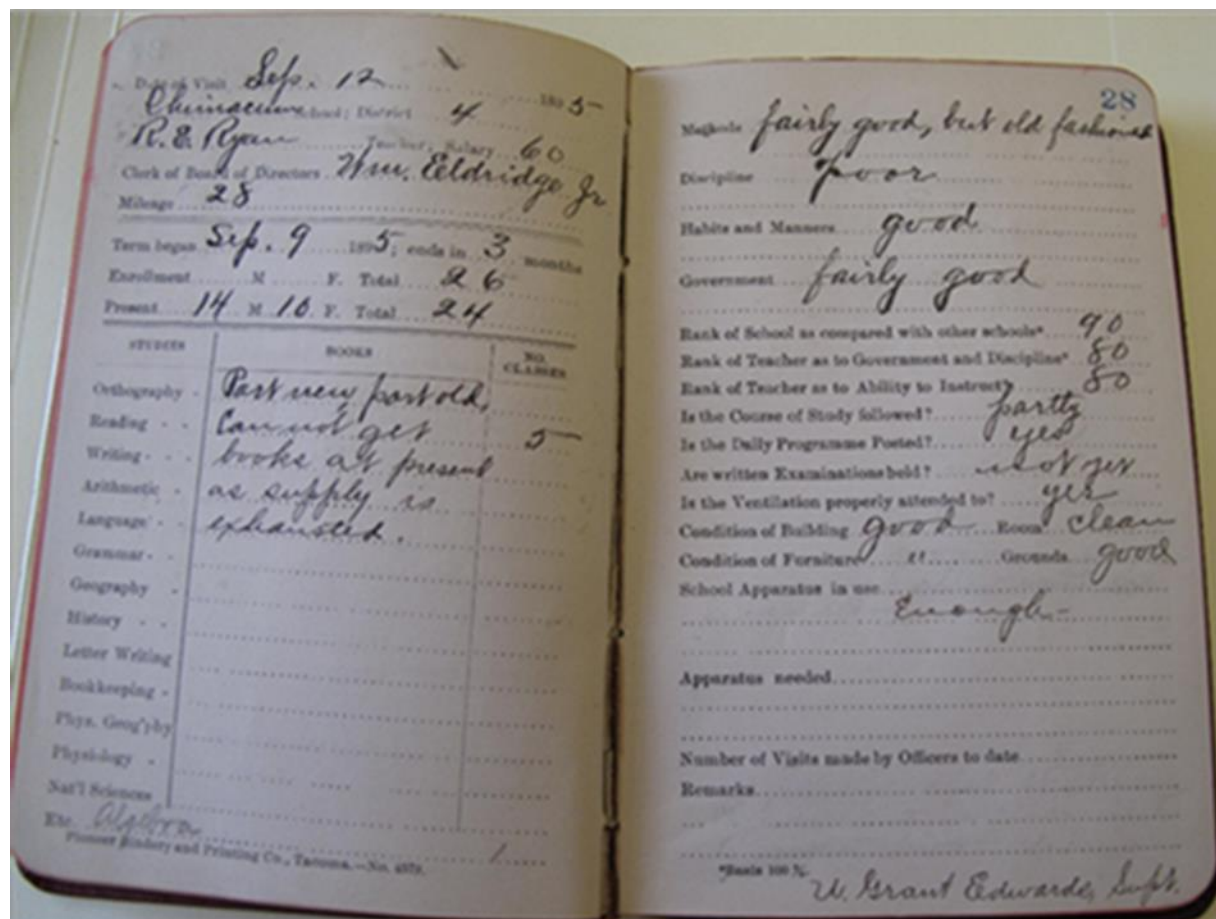 Date of Visit Sep. 12 1895
Chimacum School; District 4
R. E. Ryan Teacher; Salary 60
Clerk of Board of Directors Wm. Eldridge Jr
Mileage 28
Term began Sep. 9 1895; ends in 3 months
Enrollment M F. Total 26
Present 14 M 10 F. Total 24
STUDIES BOOKS NO. CLASSES
Orthography Part new part old,
Reading Can not get 5
Writing books at present
Arithmetic as supply is
Language exhausted.
Grammar
Geography
History
Letter Writing
Bookkeeping
Phys. Geog'phy
Physiology
Nat'l Sciences
Etc. Algebra 1
Pioneer Bindery and Printing Co., Tacoma.—No.
28
Methods fairly good, but old fashioned
Discipline Poor
Habits and Manners good
Government fairly good
Rank of School as compared with other schools* 90
Rank of Teacher as to Government and Discipline* 80
Rank of Teacher as to Ability to Instruct* 80
Is the Course of Study followed? partly
Is the Daily Programme Posted? yes
Are written Examinations held? not yet
Is the Ventilation properly attended to? yes
Condition of Building good Room clean
Condition of Furniture " Grounds good
School Apparatus in use
Enough-
Apparatus needed
Number of Visits made by Officers to date
Remarks
*Basis 100 %.
U. Grant Edwards, Supt.